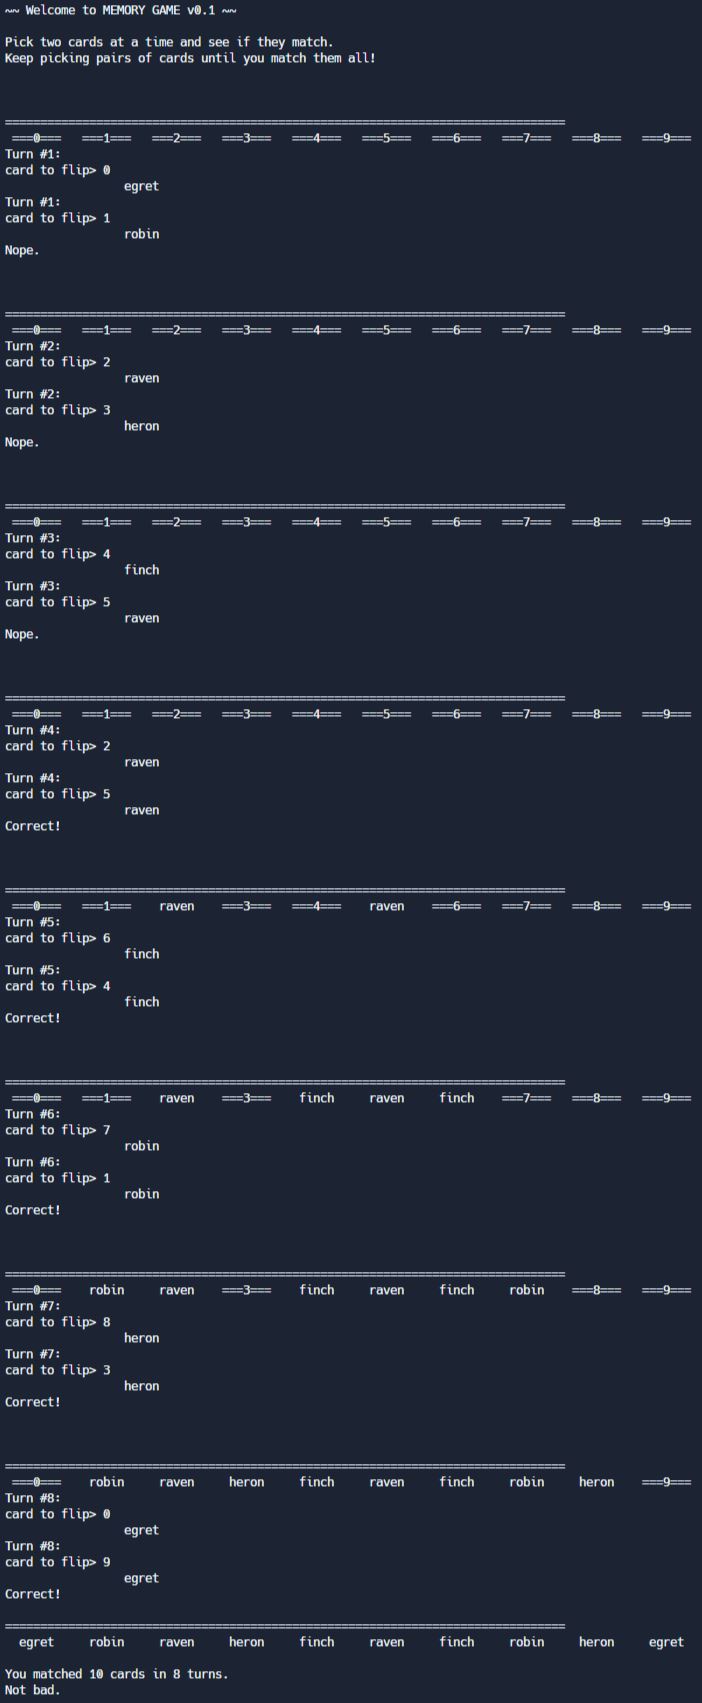 ~~ Welcome to MEMORY GAME v0.1 ~~
Pick two cards at a time and see if they match.
Keep picking pairs of cards until you match them all!
================================================================================
===0=== ===1=== ===2=== ===3=== ===4=== ===5=== ===6=== ===7=== ===8=== ===9===
Turn #1:
card to flip> 0
egret
Turn #1:
card to flip> 1
robin
Nope.
================================================================================
===0=== ===1=== ===2=== ===3=== ===4=== ===5=== ===6=== ===7=== ===8=== ===9===
Turn #2:
card to flip> 2
raven
Turn #2:
card to flip> 3
heron
Nope.
================================================================================
===0=== ===1=== ===2=== ===3=== ===4=== ===5=== ===6=== ===7=== ===8=== ===9===
Turn #3:
card to flip> 4
finch
Turn #3:
card to flip> 5
raven
Nope.
================================================================================
===0=== ===1=== ===2=== ===3=== ===4=== ===5=== ===6=== ===7=== ===8=== ===9===
Turn #4:
card to flip> 2
raven
Turn #4:
card to flip> 5
raven
Correct!
================================================================================
===0=== ===1=== raven ===3=== ===4=== raven ===6=== ===7=== ===8=== ===9===
Turn #5:
card to flip> 6
finch
Turn #5:
card to flip> 4
finch
Correct!
================================================================================
===0=== ===1=== raven ===3=== finch raven finch ===7=== ===8=== ===9===
Turn #6:
card to flip> 7
robin
Turn #6:
card to flip> 1
robin
Correct!
================================================================================
===0=== robin raven ===3=== finch raven finch robin ===8=== ===9===
Turn #7:
card to flip> 8
heron
Turn #7:
card to flip> 3
heron
Correct!
================================================================================
===0=== robin raven heron finch raven finch robin heron ===9===
Turn #8:
card to flip> 0
egret
Turn #8:
card to flip> 9
egret
Correct!
================================================================================
egret robin raven heron finch raven finch robin heron egret
You matched 10 cards in 8 turns.
Not bad.